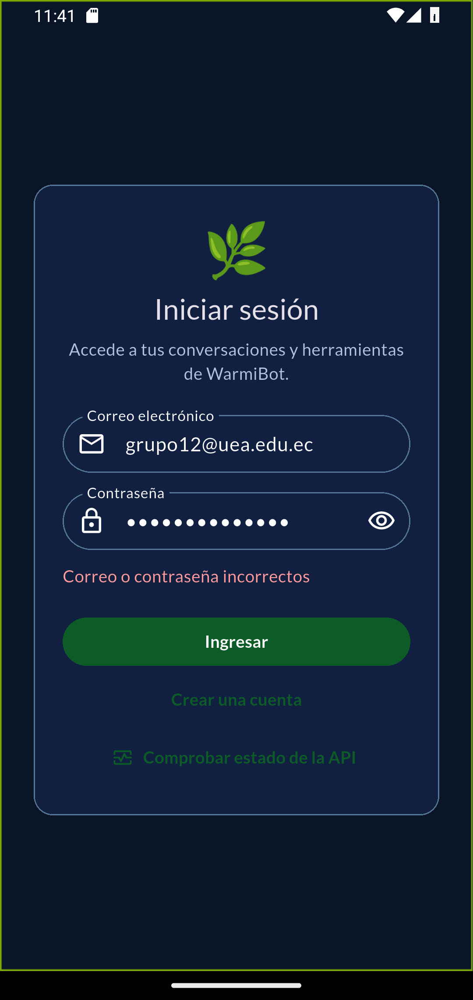 11:41
Iniciar sesión
Accede a tus conversaciones y herramientas
de WarmiBot.
Correo electrónico
grupo12@uea.edu.ec
Contraseña
Correo o contraseña incorrectos
Ingresar
Crear una cuenta
Comprobar estado de la API